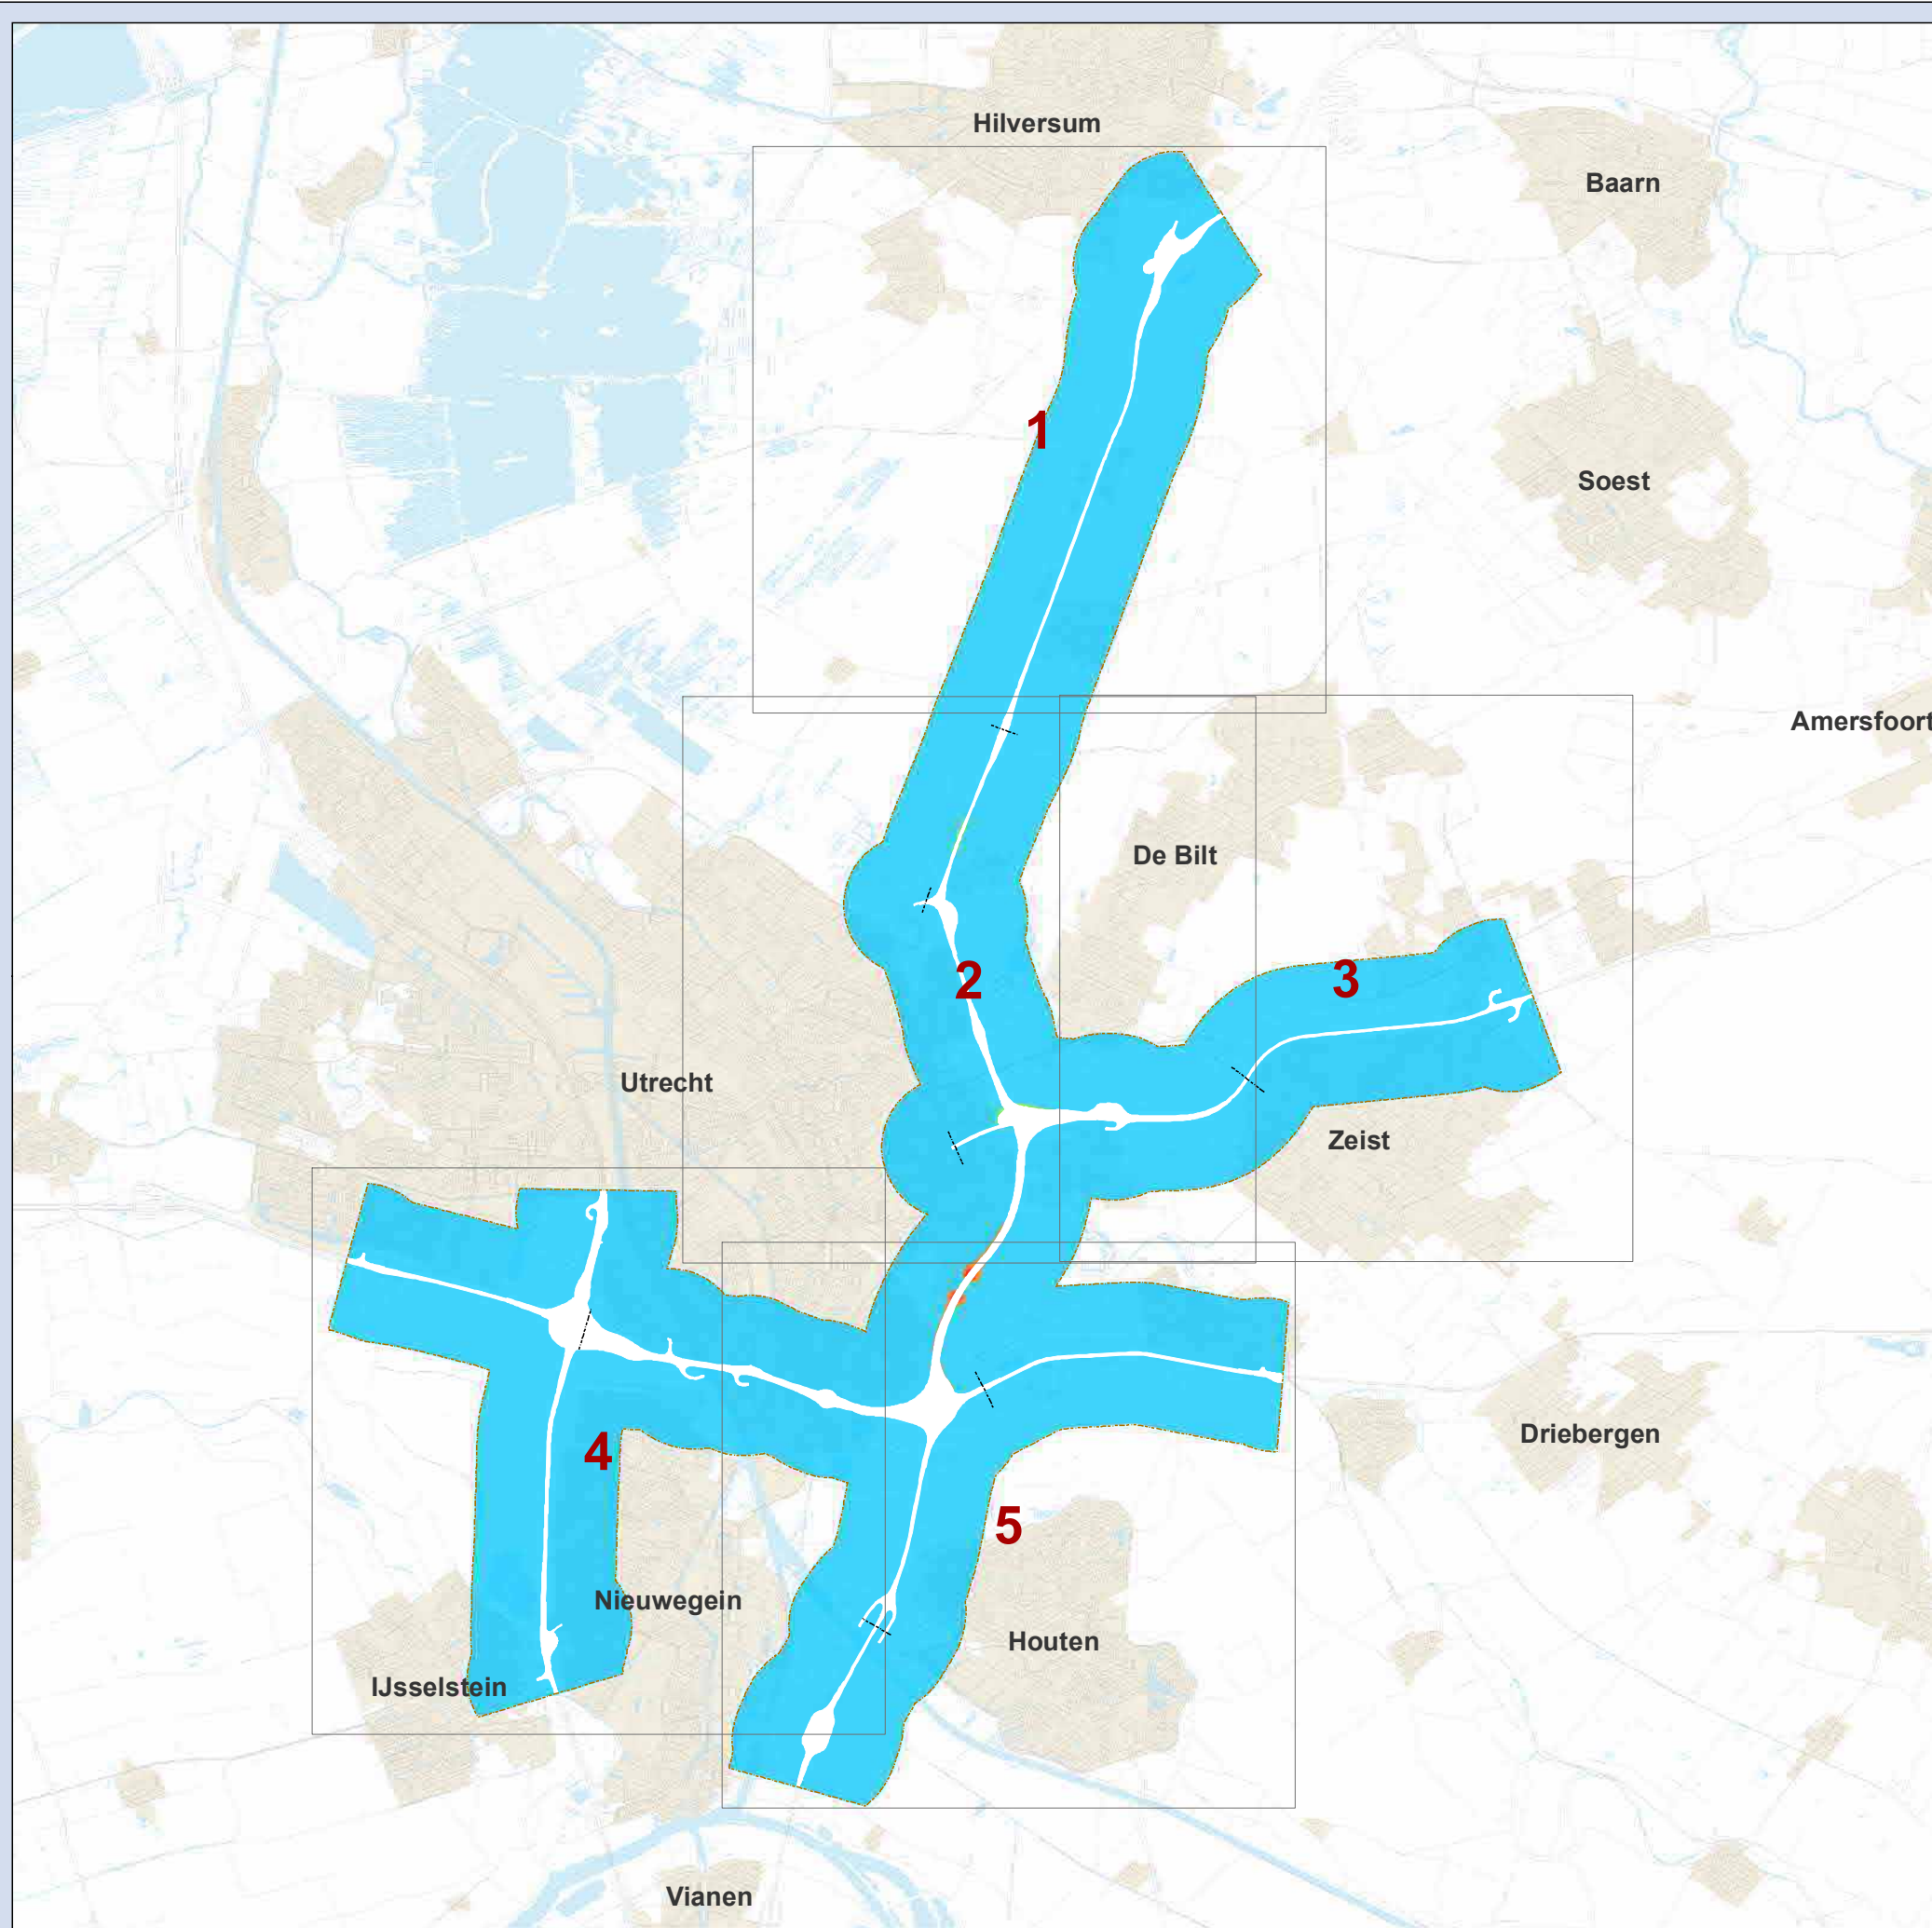 Hilversum
Baarn
1
Soest
Amersfoort
De Bilt
2
3
Utrecht
Zeist
4
Driebergen
5
Nieuwegein
Houten
IJsselstein
Vianen